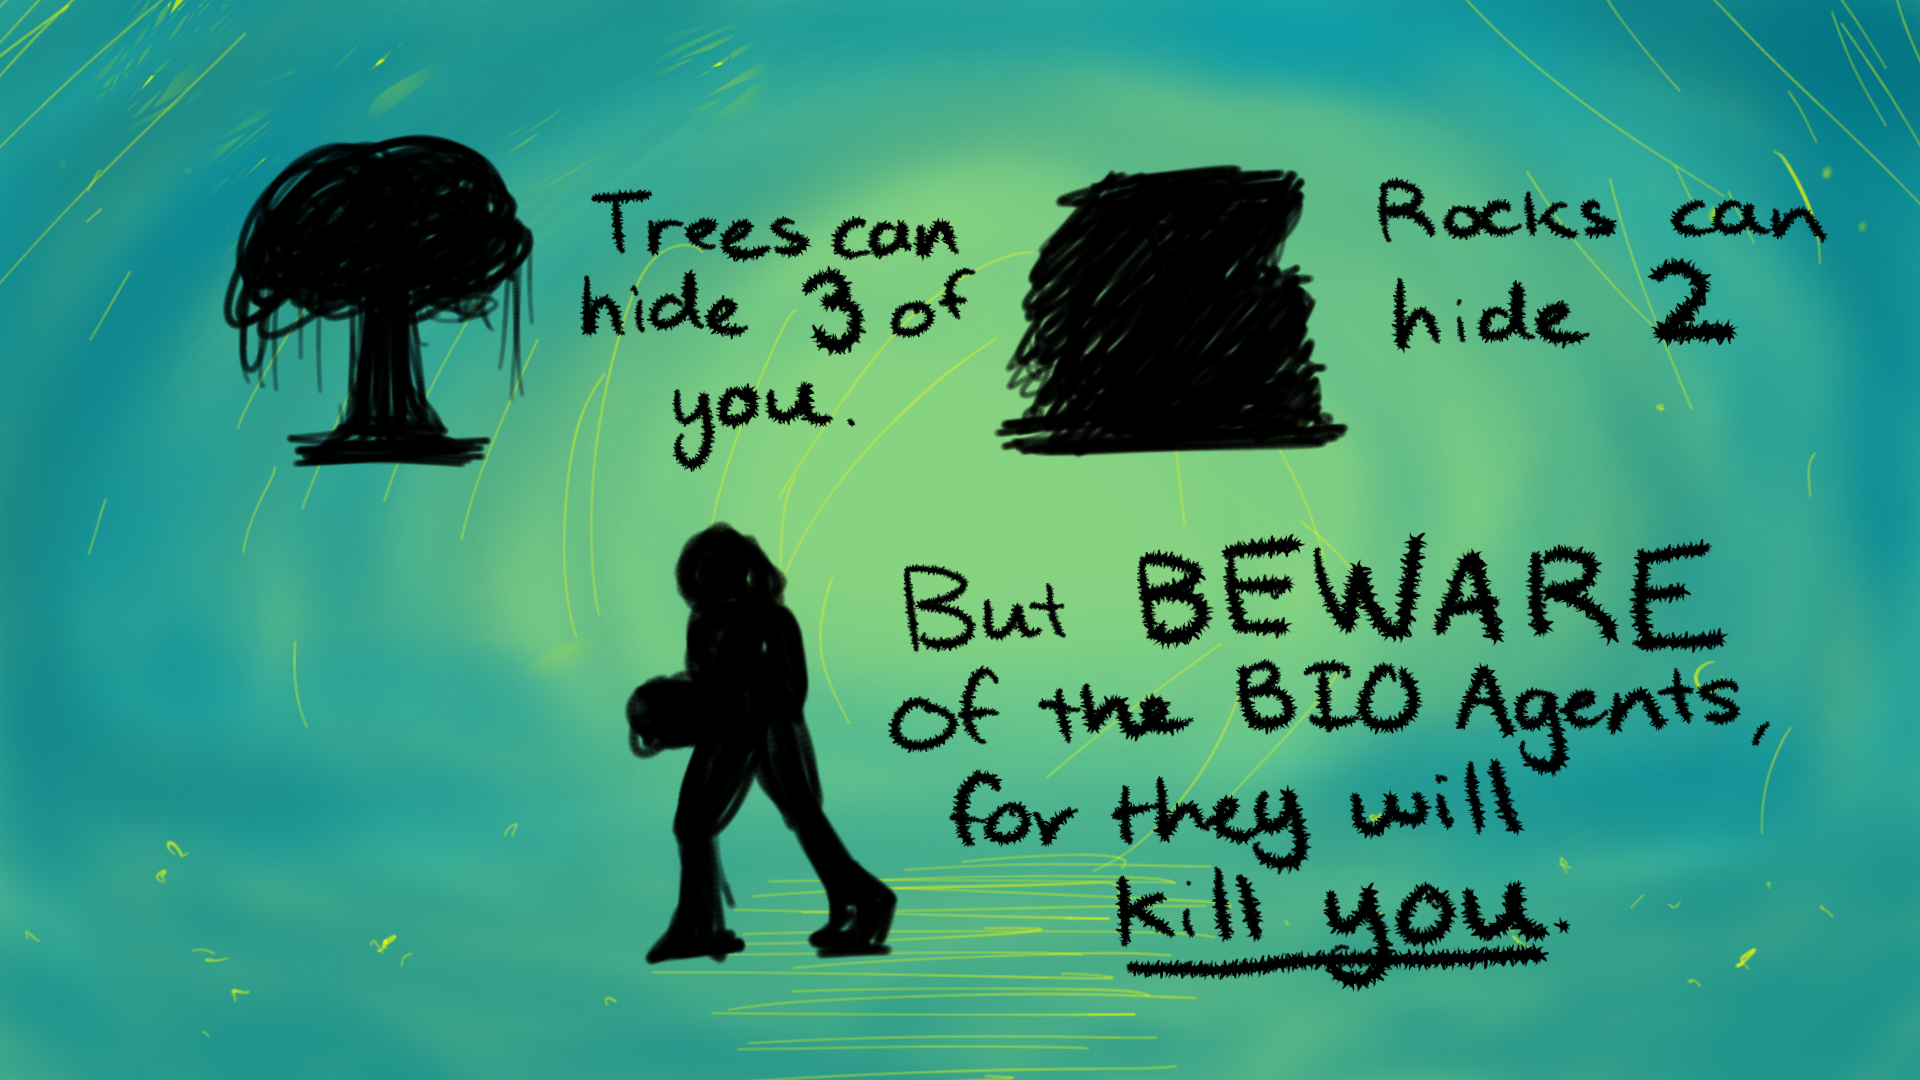 Trees can
hide 3 of
you.
Rocks can
hide 2
But BEWARE
of the BIO Agents,
for they will
kill you.